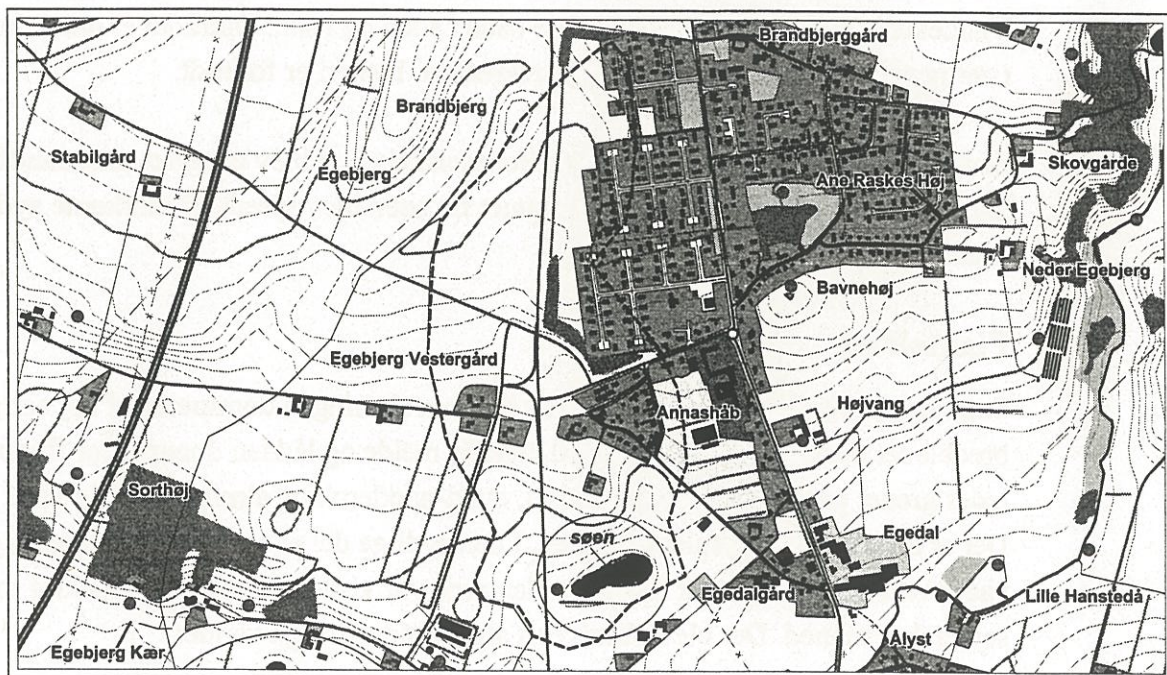 Brandbjerggård
Brandbjerg
Stabilgård
Egebjerg
Skovgårde
Ane Raskes Høj
Neder Egebjerg
Bavnehøj
Egebjerg Vestergård
Annashåb
Højvang
Sorthøj
søen
Egedal
Egedalgård
Lille Hanstedå
Egebjerg Kær
Ålyst